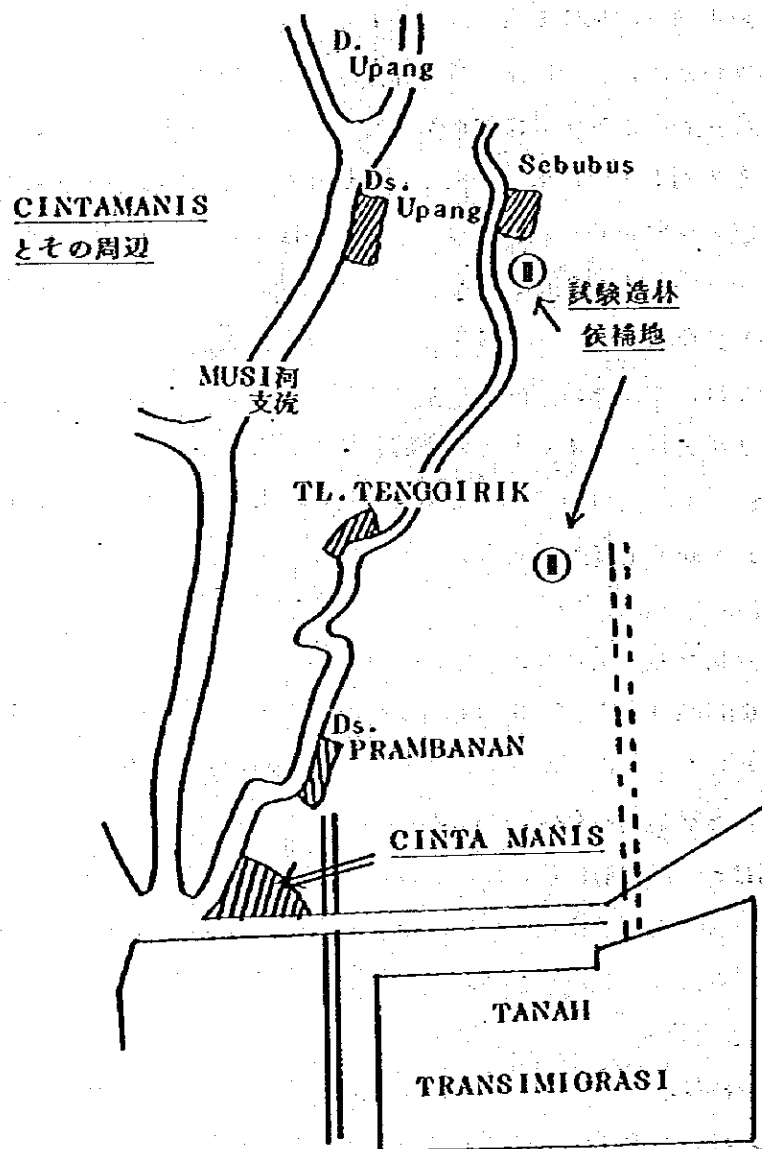 D.
Upang
Sebubus
Ds.
Upang
CINTAMANIS
とその周辺
試験造林
候補地
MUSI河
支流
TL. TENGGIRIK
Ds.
PRAMBANAN
CINTA MANIS
TANAH
TRANSIMIGRASI